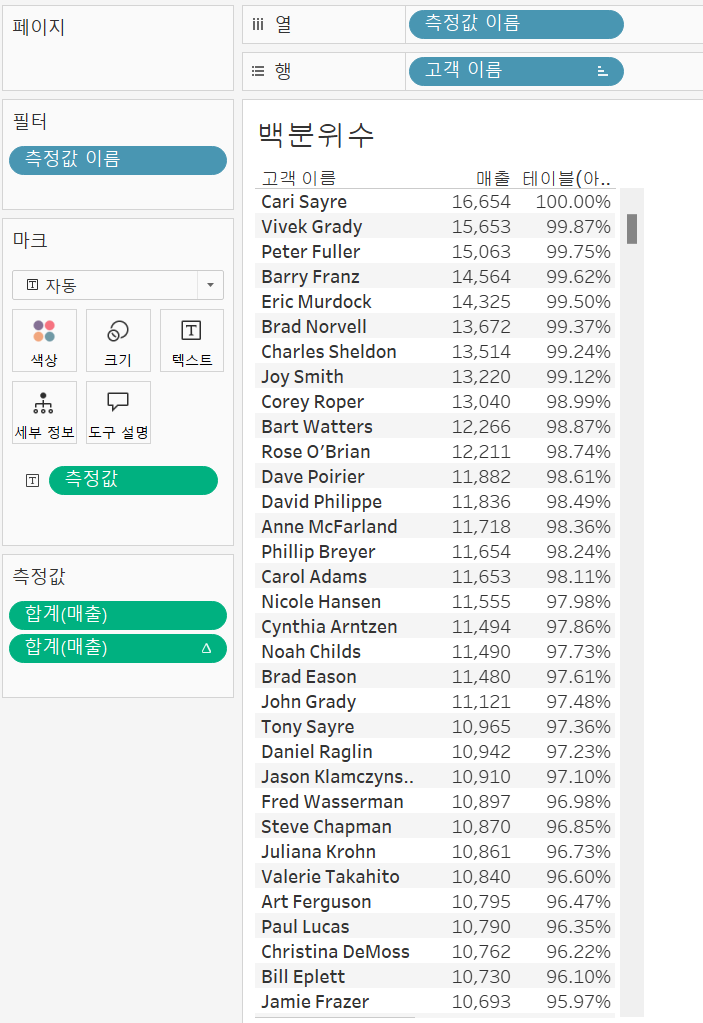 페이지
iii 열
측정값 이름
행
고객 이름
필터
측정값 이름
마크
자동
색상
크기
텍스트
세부 정보
도구 설명
측정값
측정값
합계(매출)
합계(매출) Δ
백분위수
고객 이름 매출 테이블(아..
Cari Sayre 16,654 100.00%
Vivek Grady 15,653 99.87%
Peter Fuller 15,063 99.75%
Barry Franz 14,564 99.62%
Eric Murdock 14,325 99.50%
Brad Norvell 13,672 99.37%
Charles Sheldon 13,514 99.24%
Joy Smith 13,220 99.12%
Corey Roper 13,040 98.99%
Bart Watters 12,266 98.87%
Rose O'Brian 12,211 98.74%
Dave Poirier 11,882 98.61%
David Philippe 11,836 98.49%
Anne McFarland 11,718 98.36%
Phillip Breyer 11,654 98.24%
Carol Adams 11,653 98.11%
Nicole Hansen 11,555 97.98%
Cynthia Arntzen 11,494 97.86%
Noah Childs 11,490 97.73%
Brad Eason 11,480 97.61%
John Grady 11,121 97.48%
Tony Sayre 10,965 97.36%
Daniel Raglin 10,942 97.23%
Jason Klamczyns.. 10,910 97.10%
Fred Wasserman 10,897 96.98%
Steve Chapman 10,870 96.85%
Juliana Krohn 10,861 96.73%
Valerie Takahito 10,840 96.60%
Art Ferguson 10,795 96.47%
Paul Lucas 10,790 96.35%
Christina DeMoss 10,762 96.22%
Bill Eplett 10,730 96.10%
Jamie Frazer 10,693 95.97%